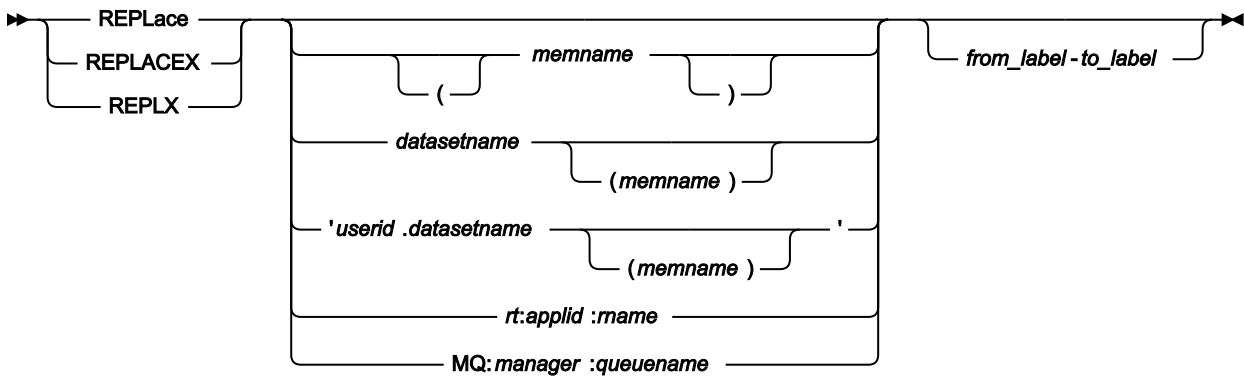 REPLace
REPLACEX
REPLX
memname
( )
datasetname
(memname )
'userid .datasetname '
(memname )
rt:applid :rname
MQ:manager :queuename
from_label - to_label